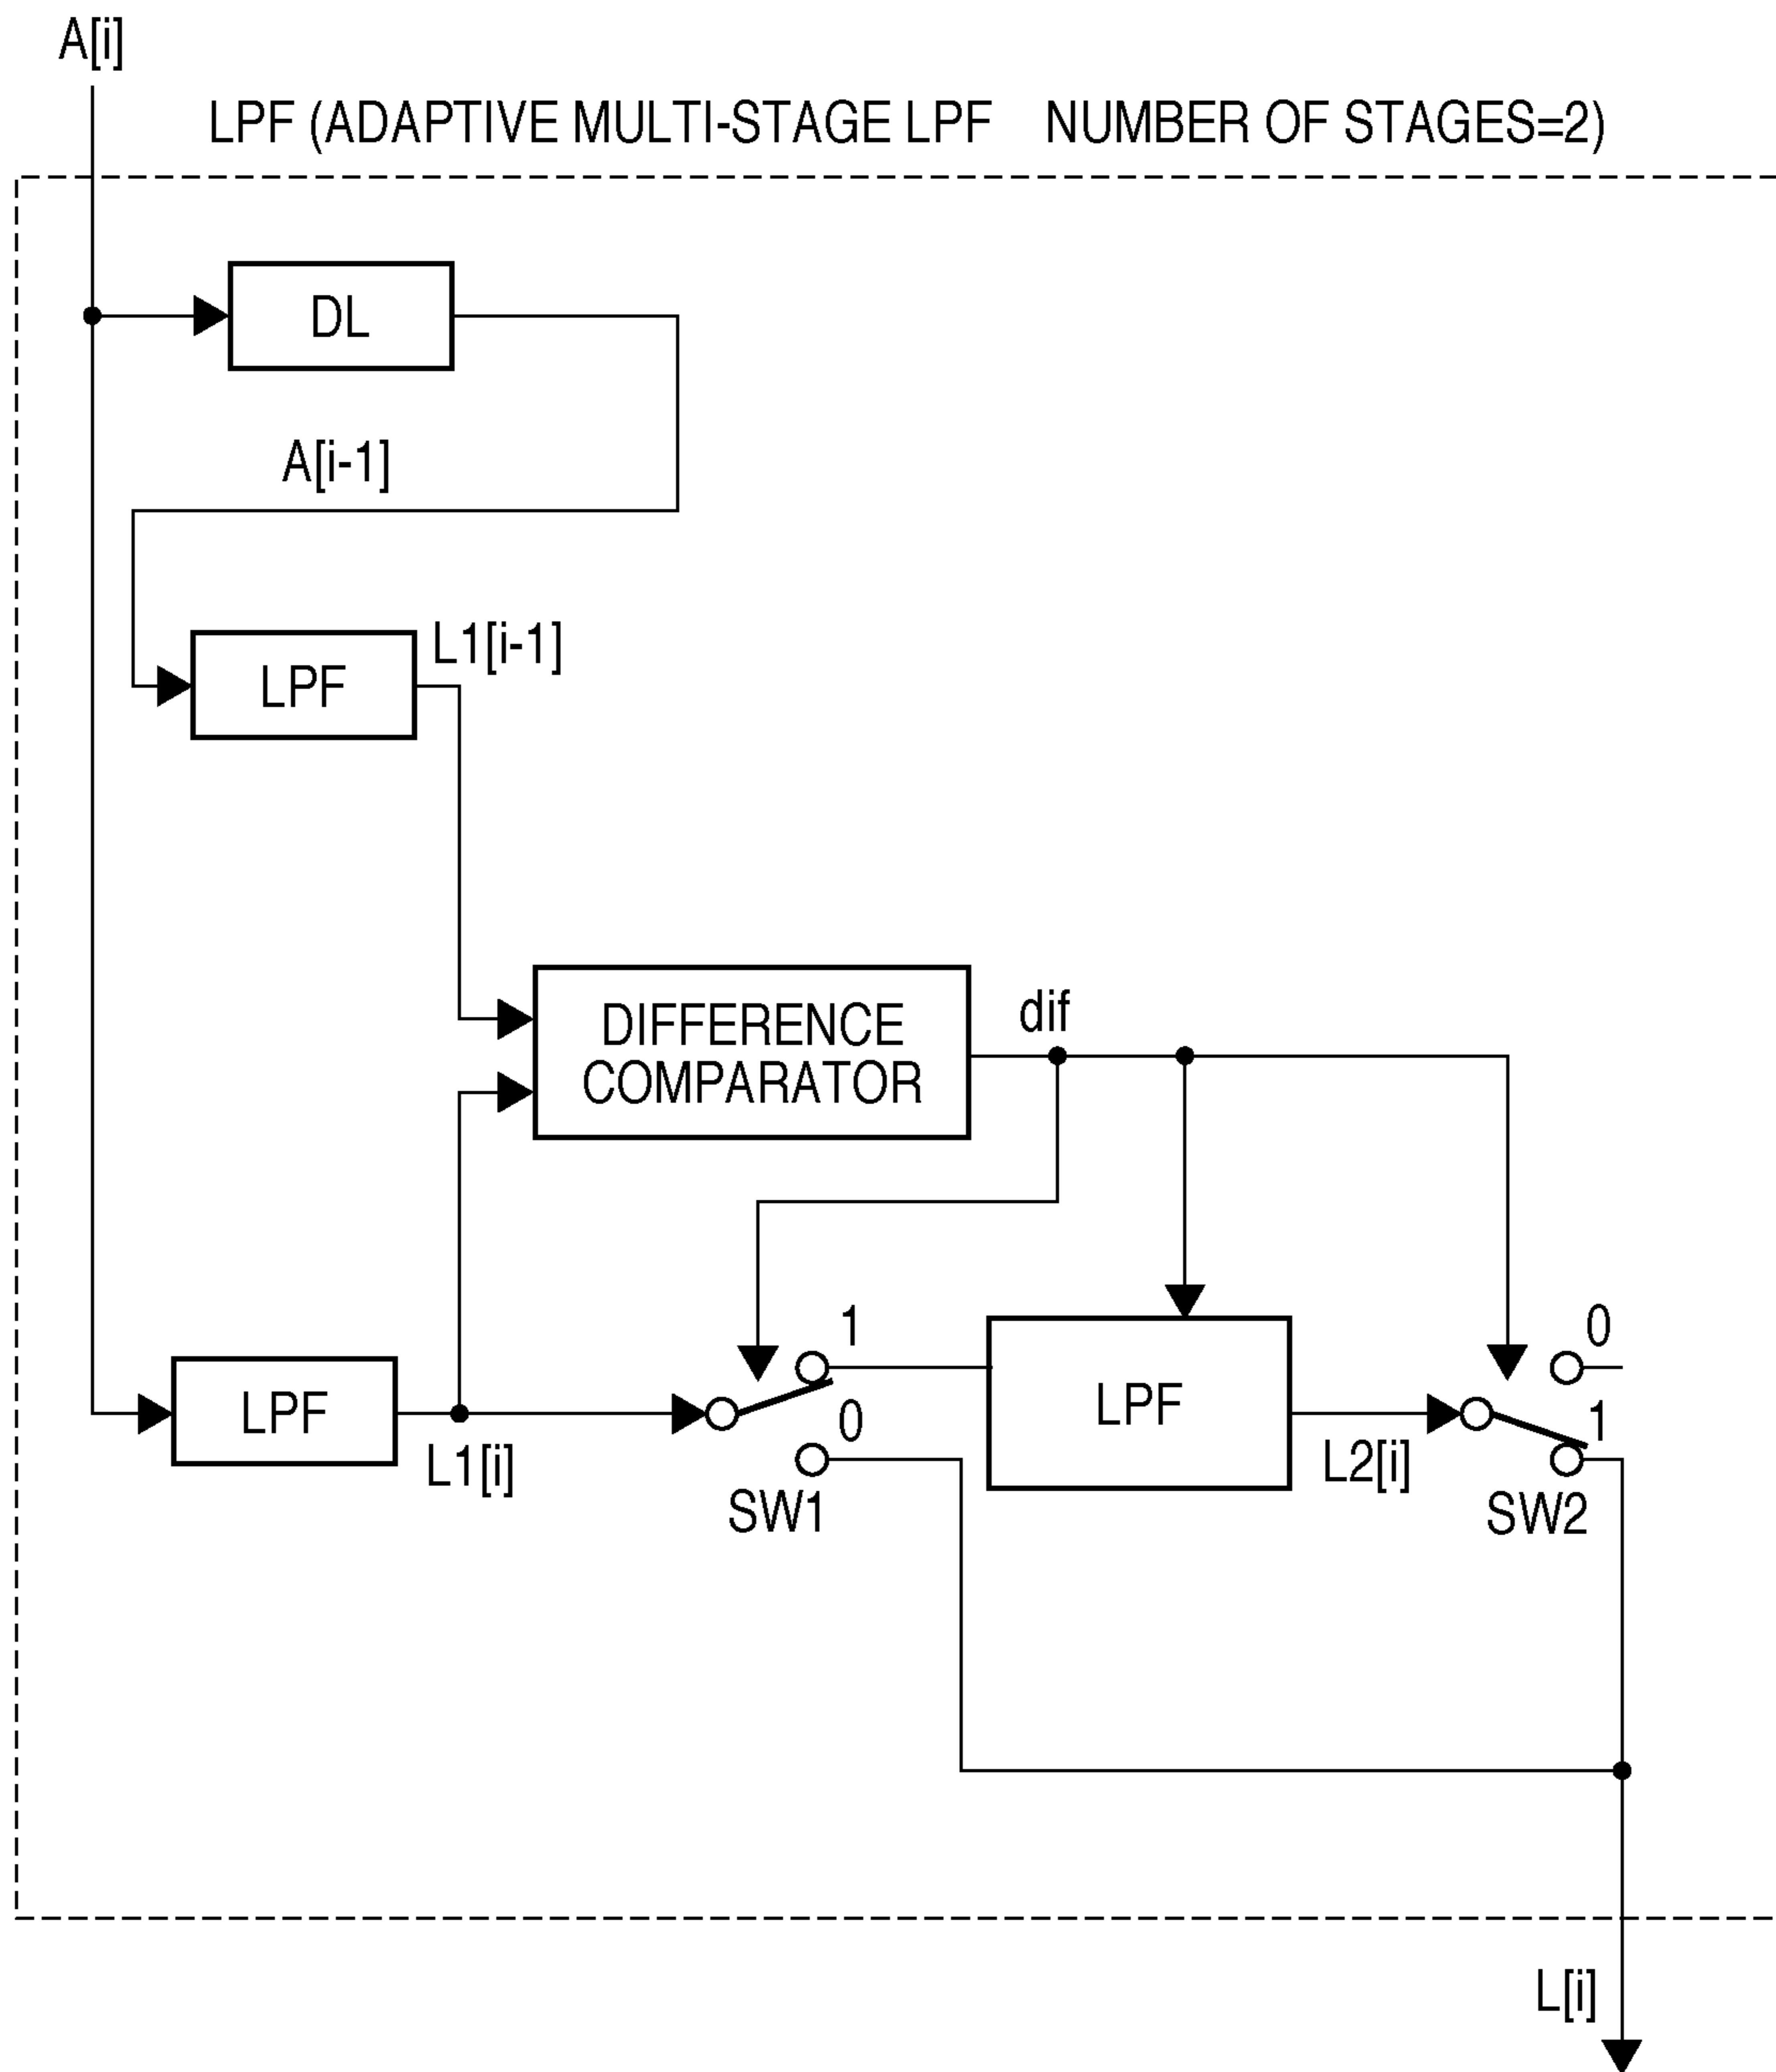 A[i]
LPF (ADAPTIVE MULTI-STAGE LPF NUMBER OF STAGES=2)
DL
A[i-1]
LPF
L1[i-1]
DIFFERENCE
COMPARATOR
dif
LPF
L1[i]
1
0
SW1
LPF
L2[i]
0
1
SW2
L[i]